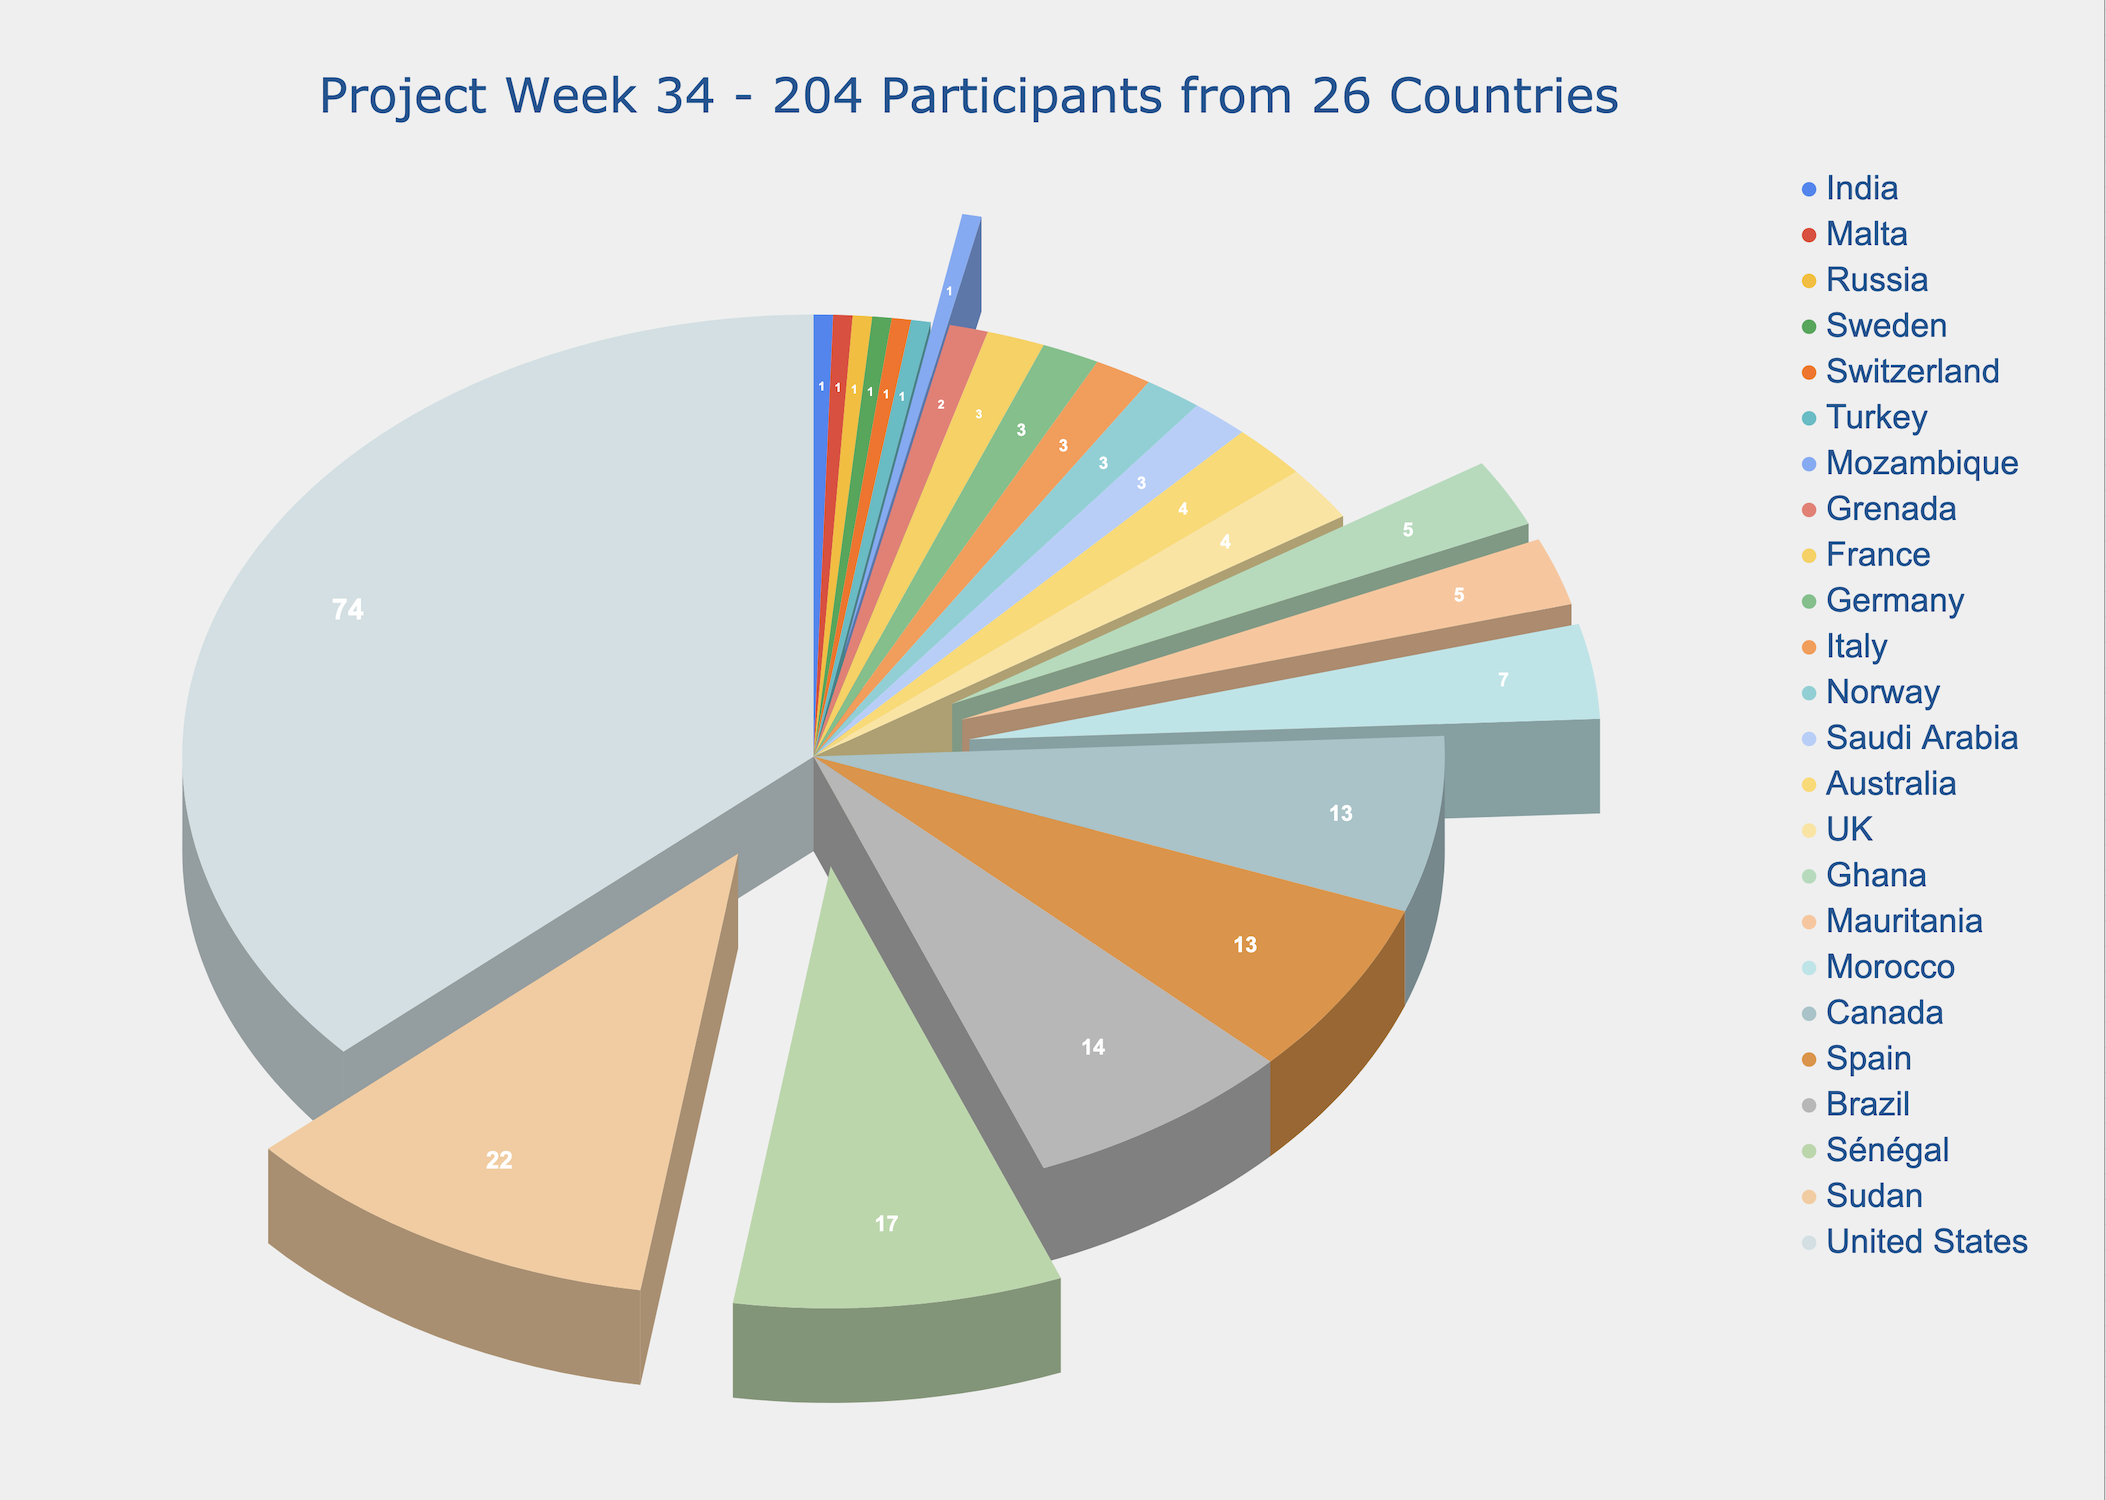 Project Week 34 - 204 Participants from 26 Countries
India
Malta
Russia
Sweden
Switzerland
Turkey
Mozambique
Grenada
France
Germany
Italy
Norway
Saudi Arabia
Australia
UK
Ghana
Mauritania
Morocco
Canada
Spain
Brazil
Sénégal
Sudan
United States
1
1
1
1
1
1
1
2
3
3
3
3
3
4
4
5
5
7
13
13
14
17
22
74